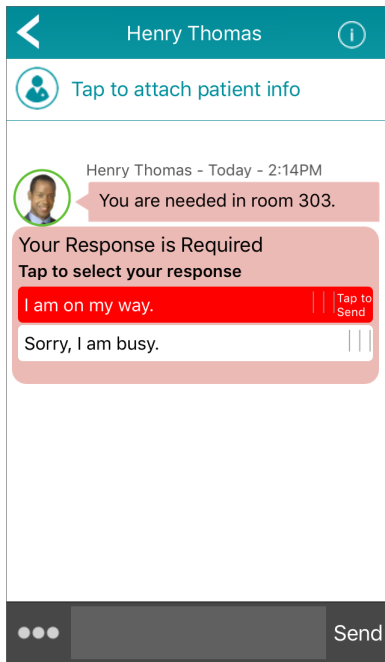 Henry Thomas
Tap to attach patient info
Henry Thomas - Today - 2:14PM
You are needed in room 303.
Your Response is Required
Tap to select your response
I am on my way.
Tap to
Send
Sorry, I am busy.
Send